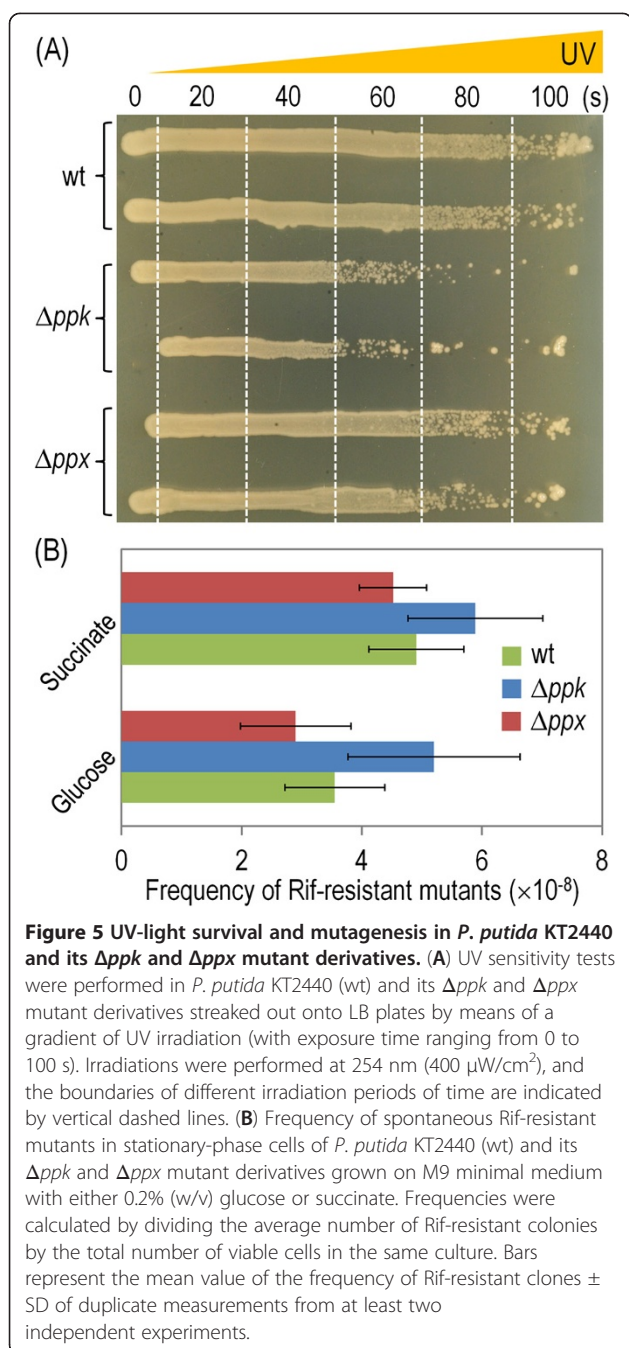 (A)
UV
0 20 40 60 80 100 (s)
wt
Δppk
Δppx
(B)
Succinate
Glucose
wt
Δppk
Δppx
0 2 4 6 8
Frequency of Rif-resistant mutants (×10-8)
Figure 5 UV-light survival and mutagenesis in P. putida KT2440
and its Δppk and Δppx mutant derivatives. (A) UV sensitivity tests
were performed in P. putida KT2440 (wt) and its Δppk and Δppx
mutant derivatives streaked out onto LB plates by means of a
gradient of UV irradiation (with exposure time ranging from 0 to
100 s). Irradiations were performed at 254 nm (400 μW/cm²), and
the boundaries of different irradiation periods of time are indicated
by vertical dashed lines. (B) Frequency of spontaneous Rif-resistant
mutants in stationary-phase cells of P. putida KT2440 (wt) and its
Δppk and Δppx mutant derivatives grown on M9 minimal medium
with either 0.2% (w/v) glucose or succinate. Frequencies were
calculated by dividing the average number of Rif-resistant colonies
by the total number of viable cells in the same culture. Bars
represent the mean value of the frequency of Rif-resistant clones ±
SD of duplicate measurements from at least two
independent experiments.